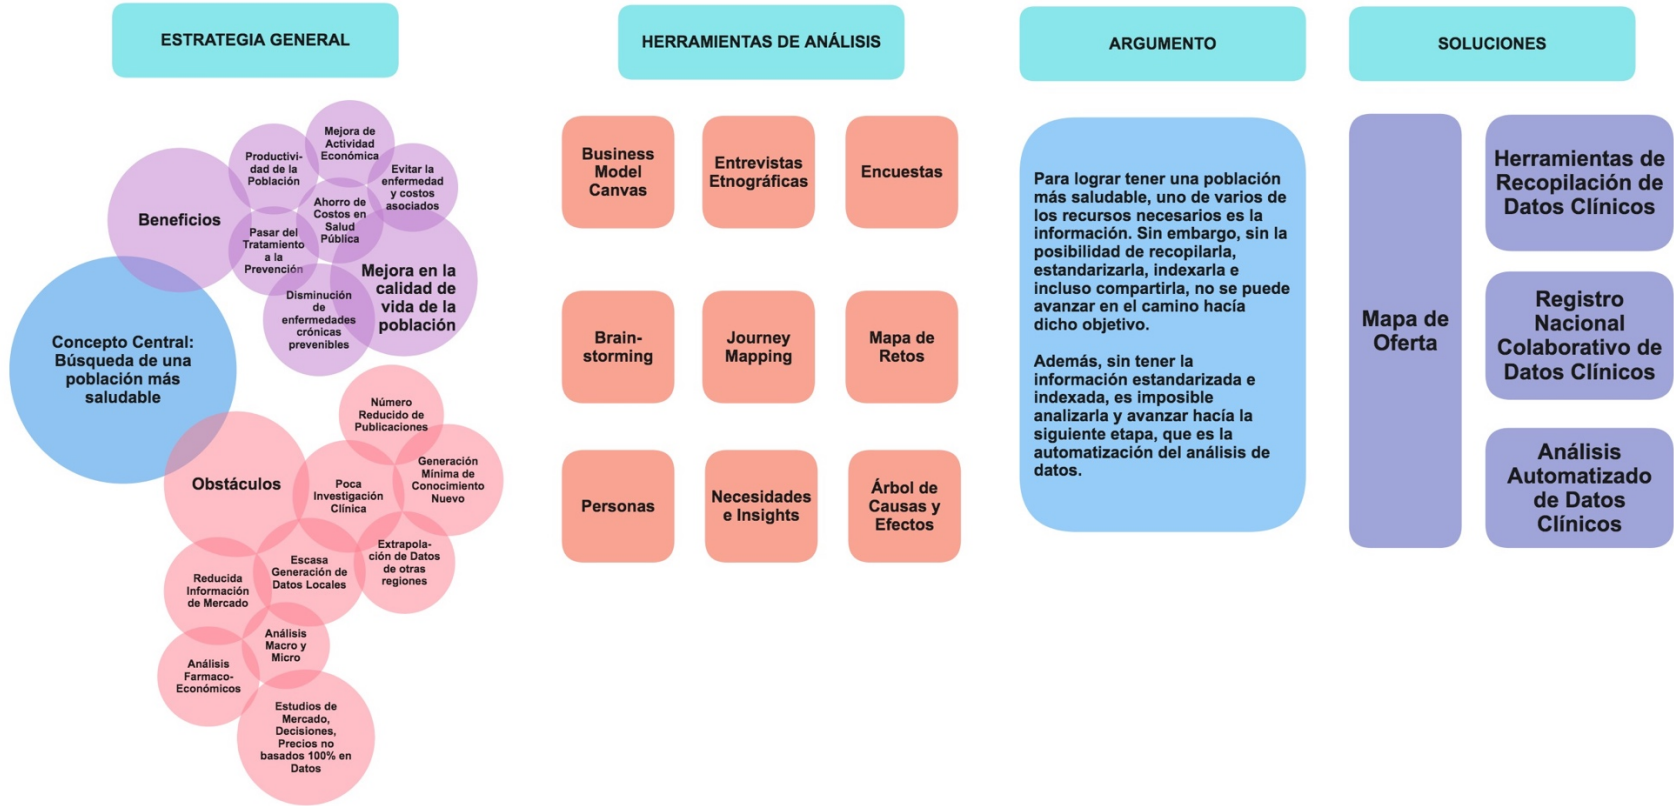 ESTRATEGIA GENERAL
Mejora de
Actividad
Económica
Productivi-
dad de la
Población
Evitar la
enfermedad
y costos
asociados
Beneficios
Ahorro de
Costos en
Salud
Pública
Pasar del
Tratamiento
a la
Prevención
Mejora en la
calidad de
vida de la
población
Disminución
de
enfermedades
crónicas
prevenibles
Concepto Central:
Búsqueda de una
población más
saludable
Número
Reducido de
Publicaciones
Obstáculos
Poca
Investigación
Clínica
Generación
Mínima de
Conocimiento
Nuevo
Extrapola-
ción de Datos
de otras
regiones
Escasa
Generación de
Datos Locales
Reducida
Información
de Mercado
Análisis
Macro y
Micro
Análisis
Farmaco-
Económicos
Estudios de
Mercado,
Decisiones,
Precios no
basados 100% en
Datos
HERRAMIENTAS DE ANÁLISIS
Business
Model
Canvas
Entrevistas
Etnográficas
Encuestas
Brain-
storming
Journey
Mapping
Mapa de
Retos
Personas
Necesidades
e Insights
Árbol de
Causas y
Efectos
ARGUMENTO
Para lograr tener una población
más saludable, uno de varios de
los recursos necesarios es la
información. Sin embargo, sin la
posibilidad de recopilarla,
estandarizarla, indexarla e
incluso compartirla, no se puede
avanzar en el camino hacía
dicho objetivo.
Además, sin tener la
información estandarizada e
indexada, es imposible
analizarla y avanzar hacía la
siguiente etapa, que es la
automatización del análisis de
datos.
SOLUCIONES
Mapa de
Oferta
Herramientas de
Recopilación de
Datos Clínicos
Registro
Nacional
Colaborativo de
Datos Clínicos
Análisis
Automatizado
de Datos
Clínicos